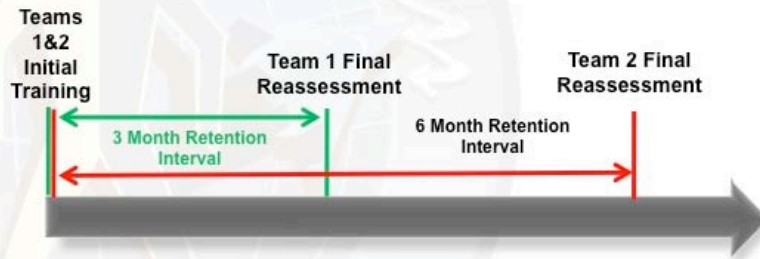 Teams
1&2
Initial
Training
Team 1 Final
Reassessment
Team 2 Final
Reassessment
3 Month Retention
Interval
6 Month Retention
Interval